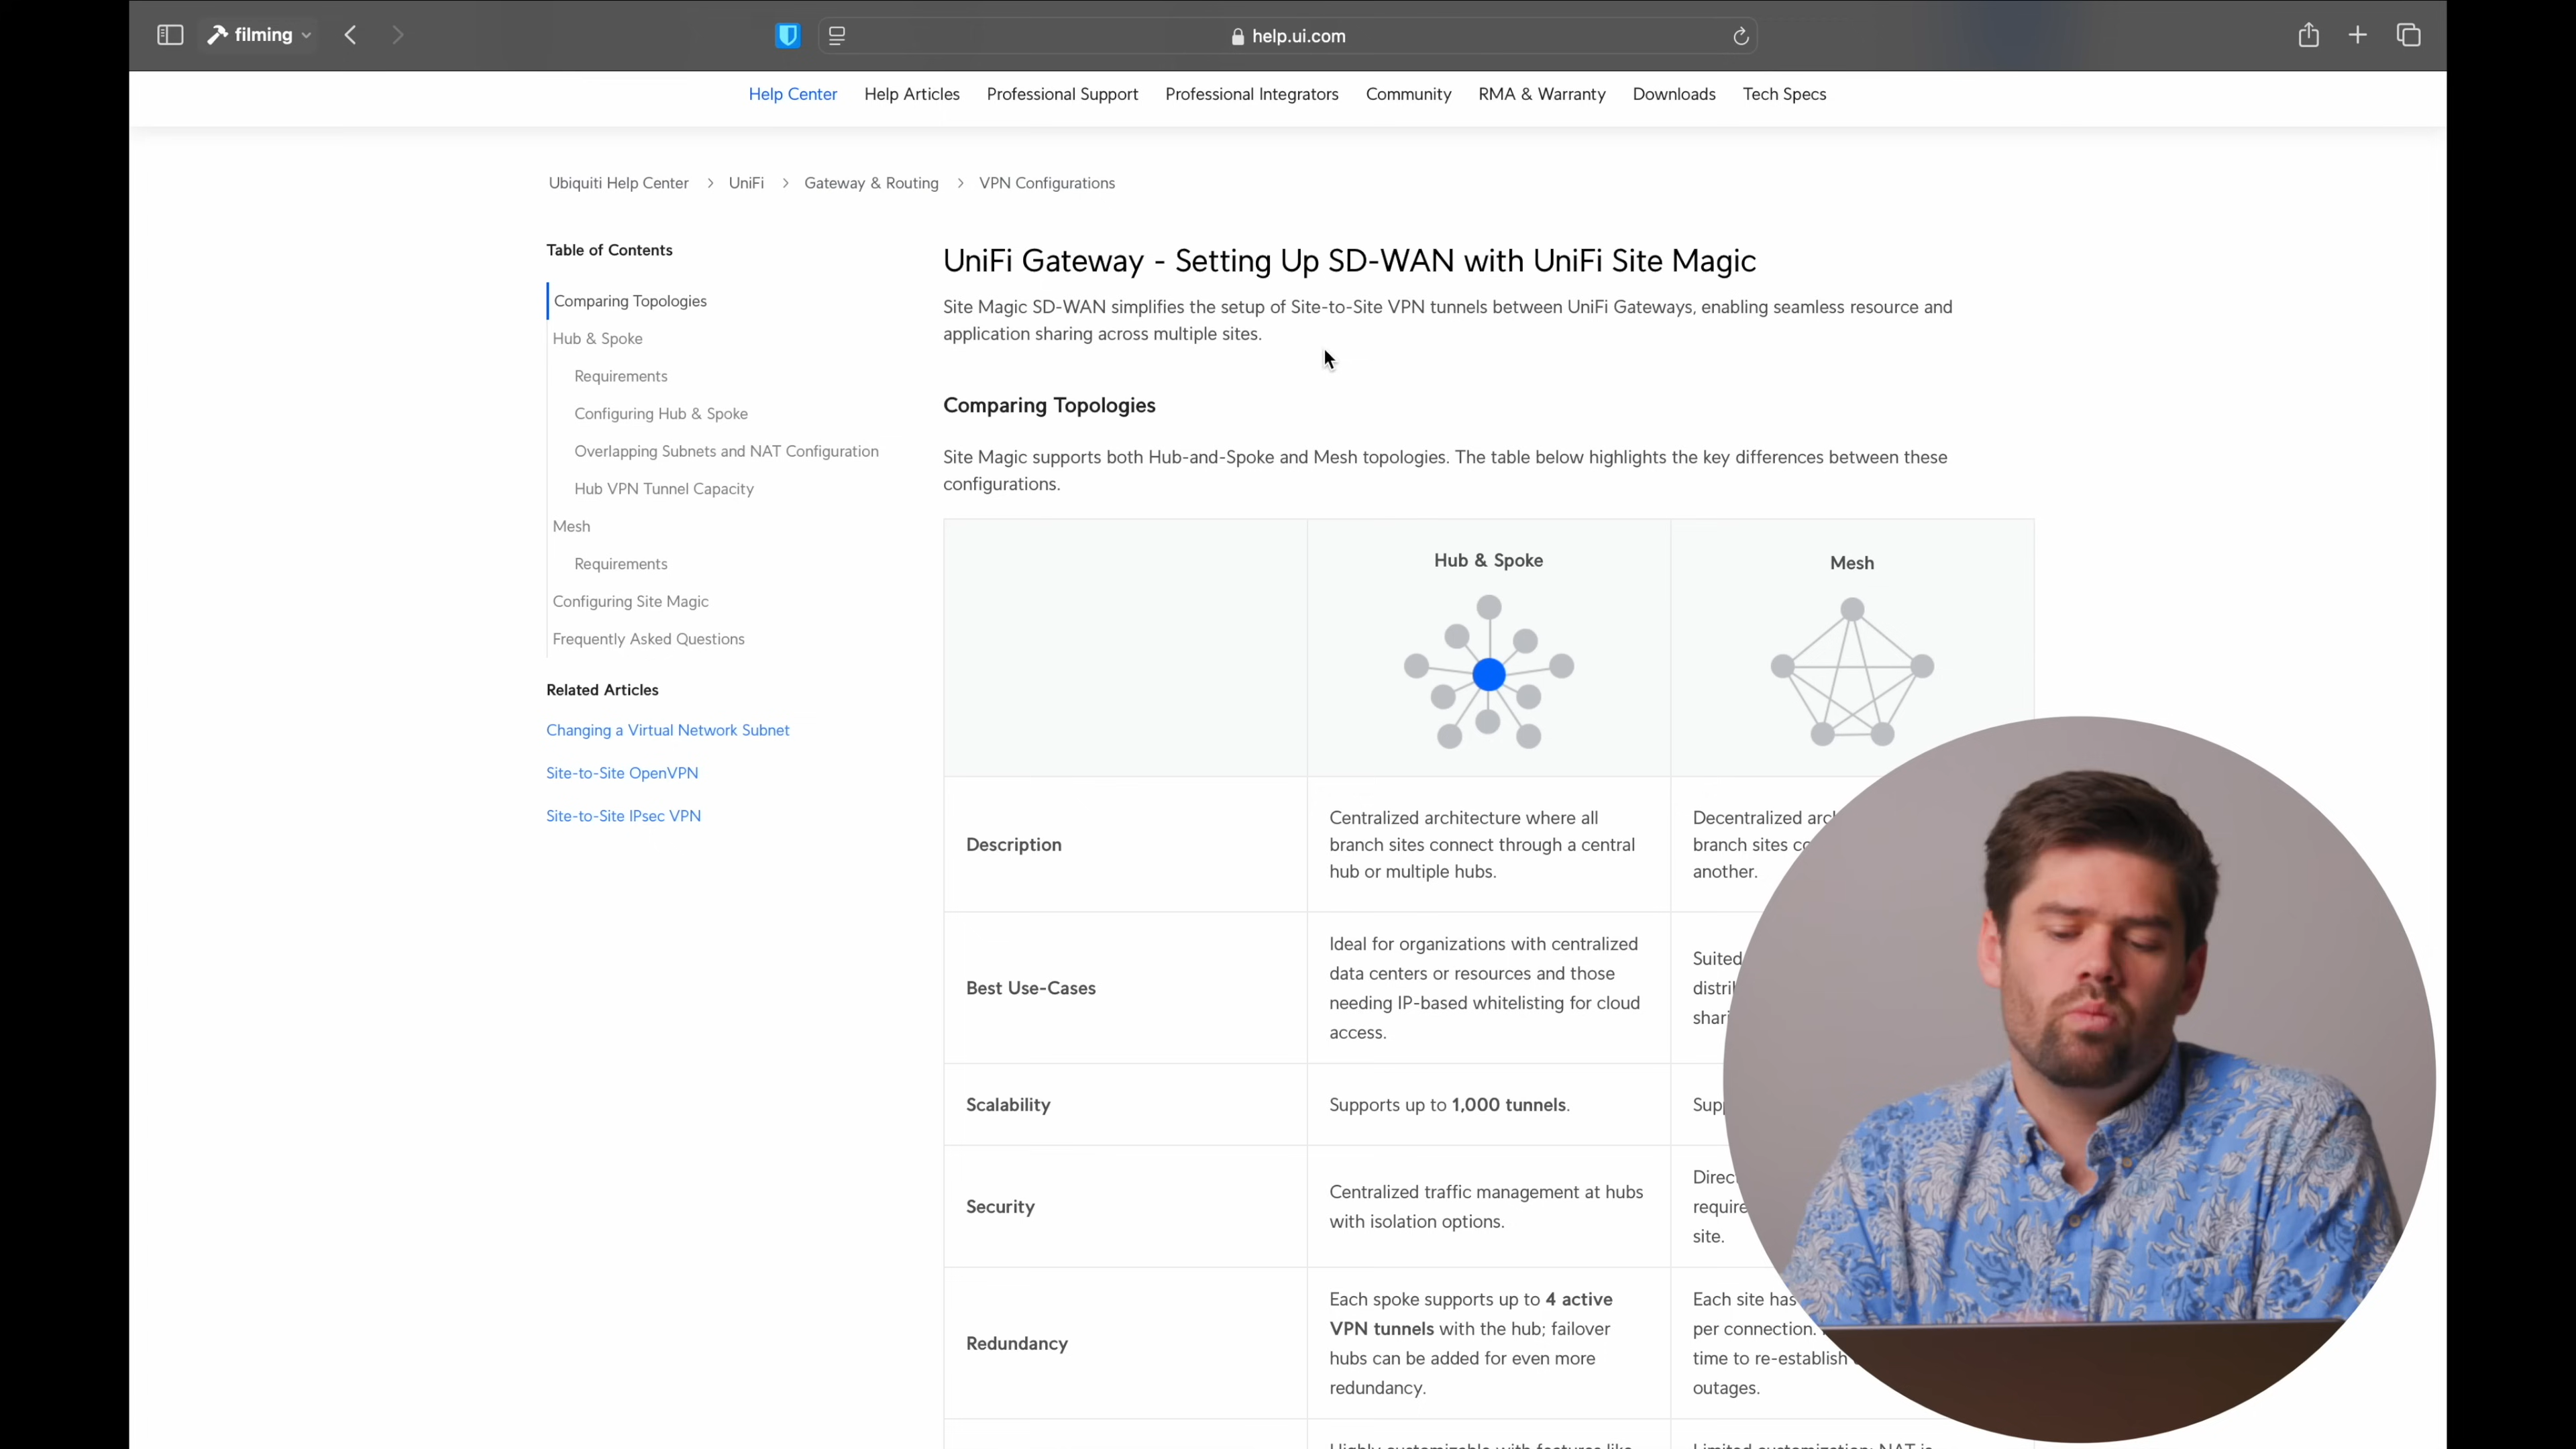 filming
help.ui.com
Help Center Help Articles Professional Support Professional Integrators Community RMA & Warranty Downloads Tech Specs
Ubiquiti Help Center > UniFi > Gateway & Routing > VPN Configurations
Table of Contents
Comparing Topologies
Hub & Spoke
Requirements
Configuring Hub & Spoke
Overlapping Subnets and NAT Configuration
Hub VPN Tunnel Capacity
Mesh
Requirements
Configuring Site Magic
Frequently Asked Questions
Related Articles
Changing a Virtual Network Subnet
Site-to-Site OpenVPN
Site-to-Site IPsec VPN
UniFi Gateway - Setting Up SD-WAN with UniFi Site Magic
Site Magic SD-WAN simplifies the setup of Site-to-Site VPN tunnels between UniFi Gateways, enabling seamless resource and
application sharing across multiple sites.
Comparing Topologies
Site Magic supports both Hub-and-Spoke and Mesh topologies. The table below highlights the key differences between these
configurations.
Hub & Spoke
Mesh
Description
Centralized architecture where all
branch sites connect through a central
hub or multiple hubs.
Decentralized
branch sites
another.
Best Use-Cases
Ideal for organizations with centralized
data centers or resources and those
needing IP-based whitelisting for cloud
access.
Suited
Scalability
Supports up to 1,000 tunnels.
Security
Centralized traffic management at hubs
with isolation options.
site.
Redundancy
Each spoke supports up to 4 active
VPN tunnels with the hub; failover
hubs can be added for even more
redundancy.
Each site has
per connection.
time to re-establish
outages.